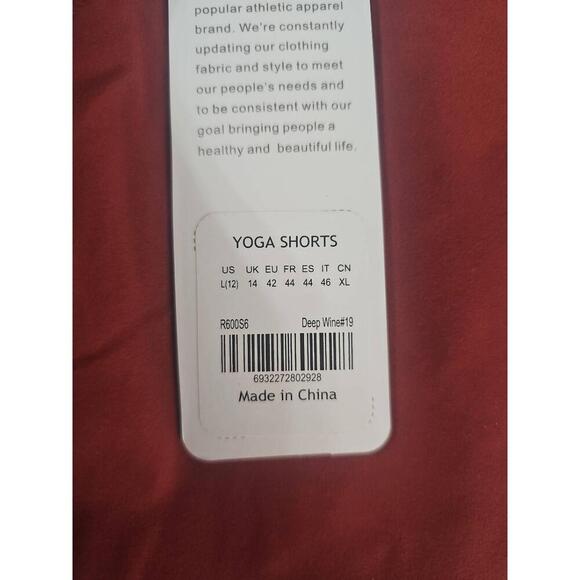 popular athletic apparel
brand. We're constantly
updating our clothing
fabric and style to meet
our people's needs and
to be consistent with our
goal bringing people a
healthy and beautiful life.
YOGA SHORTS
US UK EU FR ES IT CN
L(12) 14 42 44 44 46 XL
R600S6 Deep Wine#19
6932272802928
Made in China